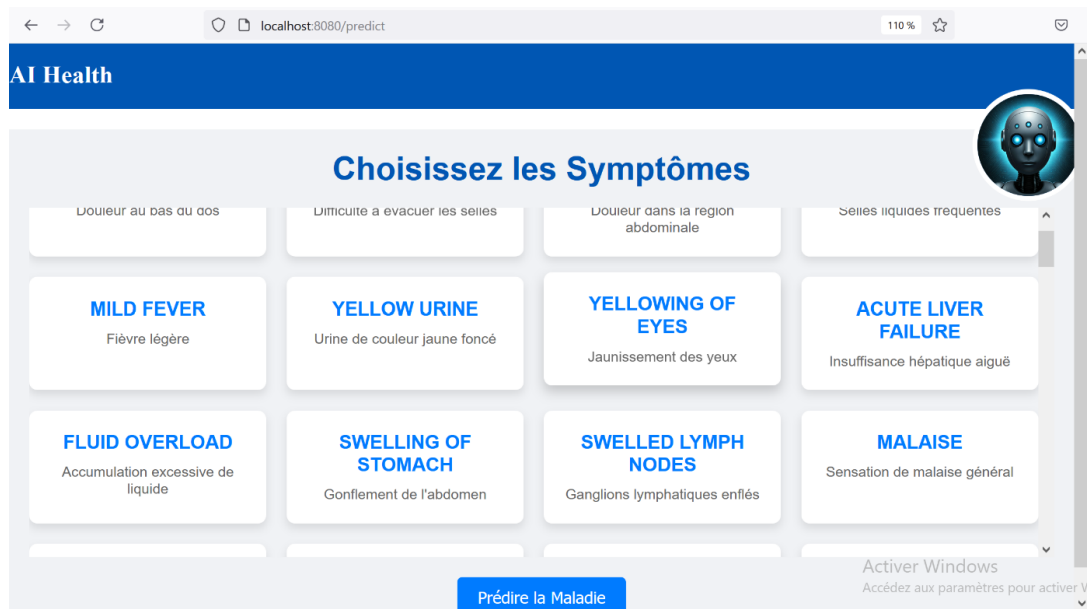 localhost:8080/predict
110 %
AI Health
Choisissez les Symptômes
Douleur au bas du dos
Difficulté à évacuer les selles
Douleur dans la région
abdominale
Selles liquides fréquentes
MILD FEVER
Fièvre légère
YELLOW URINE
Urine de couleur jaune foncé
YELLOWING OF
EYES
Jaunissement des yeux
ACUTE LIVER
FAILURE
Insuffisance hépatique aiguë
FLUID OVERLOAD
Accumulation excessive de
liquide
SWELLING OF
STOMACH
Gonflement de l'abdomen
SWELLED LYMPH
NODES
Ganglions lymphatiques enflés
MALAISE
Sensation de malaise général
Prédire la Maladie
Activer Windows
Accédez aux paramètres pour activer